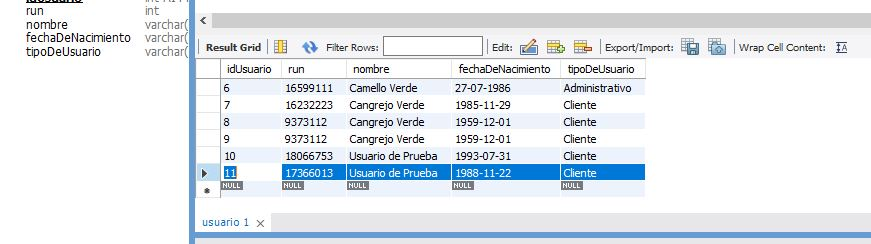 run int
nombre varchar(
fechaDeNacimiento varchar(
tipoDeUsuario varchar(
Result Grid Filter Rows: Edit: Export/Import: Wrap Cell Content:
idUsuario run nombre fechaDeNacimiento tipoDeUsuario
6 16599111 Camello Verde 27-07-1986 Administrativo
7 16232223 Cangrejo Verde 1985-11-29 Cliente
8 9373112 Cangrejo Verde 1959-12-01 Cliente
9 9373112 Cangrejo Verde 1959-12-01 Cliente
10 18066753 Usuario de Prueba 1993-07-31 Cliente
11 17366013 Usuario de Prueba 1988-11-22 Cliente
NULL NULL NULL NULL NULL
usuario 1